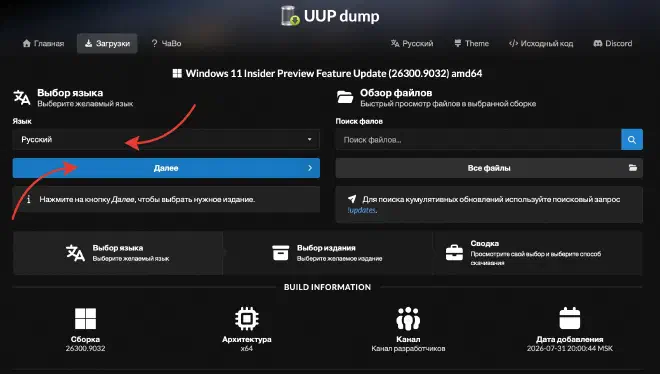 UUP dump
Главная
Загрузки
? ЧаВо
Русский
Theme
</> Исходный код
Discord
Windows 11 Insider Preview Feature Update (26300.9032) amd64
Выбор языка
Выберите желаемый язык
Язык
Русский
Далее
Нажмите на кнопку Далее, чтобы выбрать нужное издание.
Обзор файлов
Быстрый просмотр файлов в выбранной сборке
Поиск фалов
Поиск фалов...
Все файлы
Для поиска кумулятивных обновлений используйте поисковый запрос
!updates.
Выбор языка
Выберите желаемый язык
Выбор издания
Выберите желаемое издание
Сводка
Просмотрите свой выбор и выберите способ
скачивания
BUILD INFORMATION
Сборка
26300.9032
Архитектура
x64
Канал
Канал разработчиков
Дата добавления
2026-07-31 20:00:44 MSK